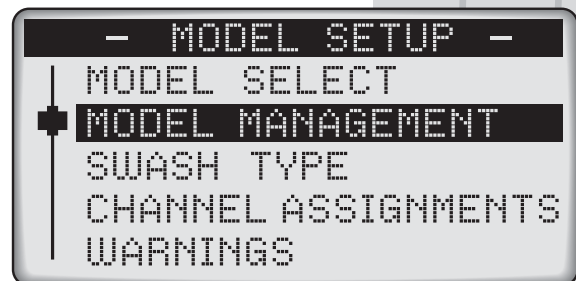 — MODEL SETUP —
MODEL SELECT
MODEL MANAGEMENT
SWASH TYPE
CHANNEL ASSIGNMENTS
WARNINGS